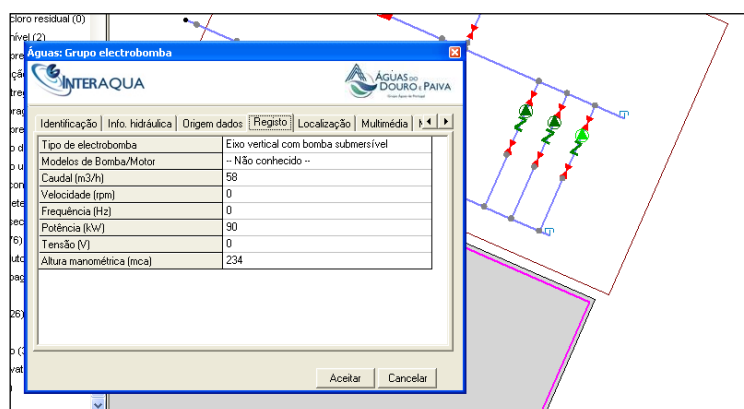 cloro residual (0)
nível (2)
Águas: Grupo electrobomba
INTERAQUA
ÁGUAS DO
DOURO E PAIVA
Identificação Info. hidráulica Origem dados Registo Localização Multimédia
Tipo de electrobomba Eixo vertical com bomba submersível
Modelos de Bomba/Motor -- Não conhecido --
Caudal (m3/h) 58
Velocidade (rpm) 0
Frequência (Hz) 0
Potência (kW) 90
Tensão (V) 0
Altura manométrica (mca) 234
Aceitar Cancelar